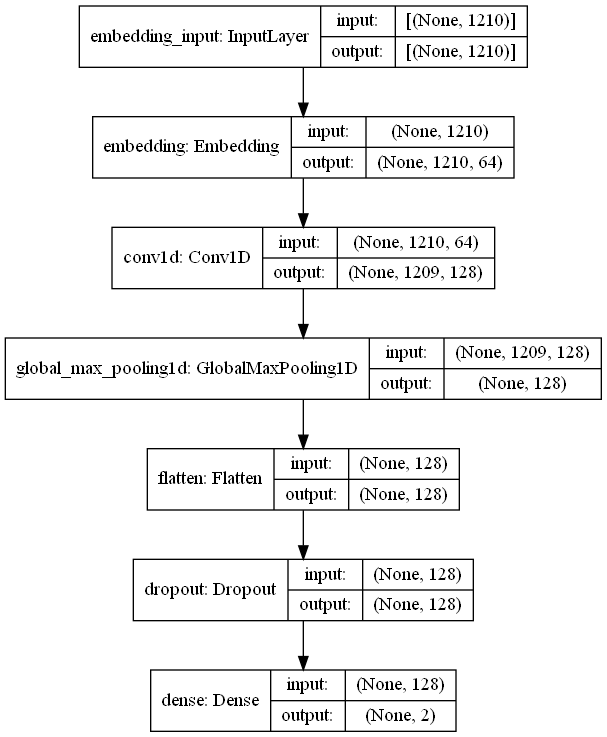 embedding_input: InputLayer
input:
[(None, 1210)]
output:
[(None, 1210)]
embedding: Embedding
input:
(None, 1210)
output:
(None, 1210, 64)
conv1d: Conv1D
input:
(None, 1210, 64)
output:
(None, 1209, 128)
global_max_pooling1d: GlobalMaxPooling1D
input:
(None, 1209, 128)
output:
(None, 128)
flatten: Flatten
input:
(None, 128)
output:
(None, 128)
dropout: Dropout
input:
(None, 128)
output:
(None, 128)
dense: Dense
input:
(None, 128)
output:
(None, 2)